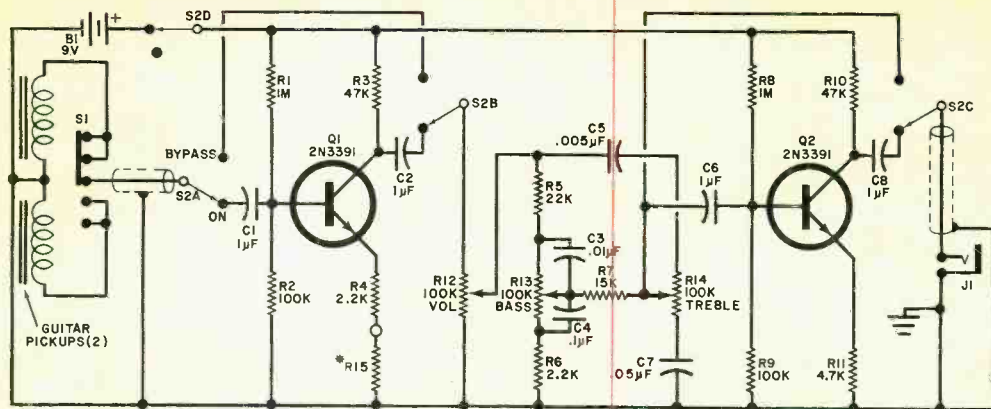 B1
9V
+
S2D
S1
BYPASS
S2A
ON
C1
1µF
R1
1M
R2
100K
R3
47K
Q1
2N3391
R4
2.2K
*R15
C2
1µF
S2B
R12
100K
VOL
C5
.005µF
R5
22K
C3
.01µF
R13
100K
BASS
R7
15K
C4
.1µF
R6
2.2K
R14
100K
TREBLE
C7
.05µF
C6
1µF
R8
1M
R9
100K
R10
47K
Q2
2N3391
R11
4.7K
C8
1µF
S2C
J1
GUITAR
PICKUPS(2)